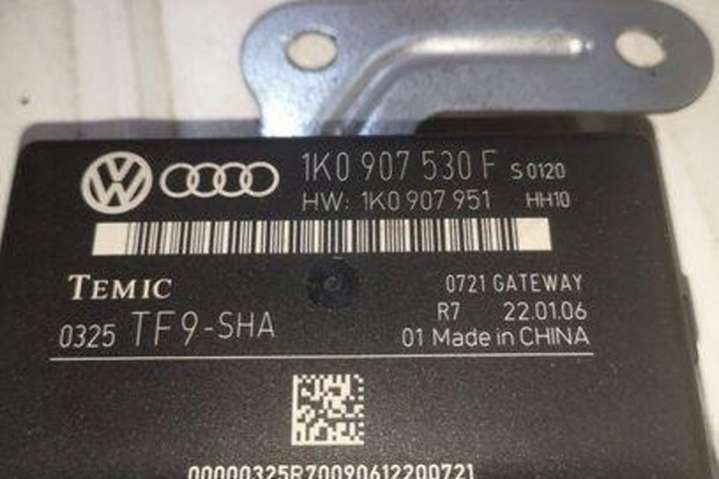 1K0 907 530 F S 0120
HW: 1K0 907 951 HH10
TEMIC 0721 GATEWAY
R7 22.01.06
0325 TF9-SHA 01 Made in CHINA
00000325R70090612200721